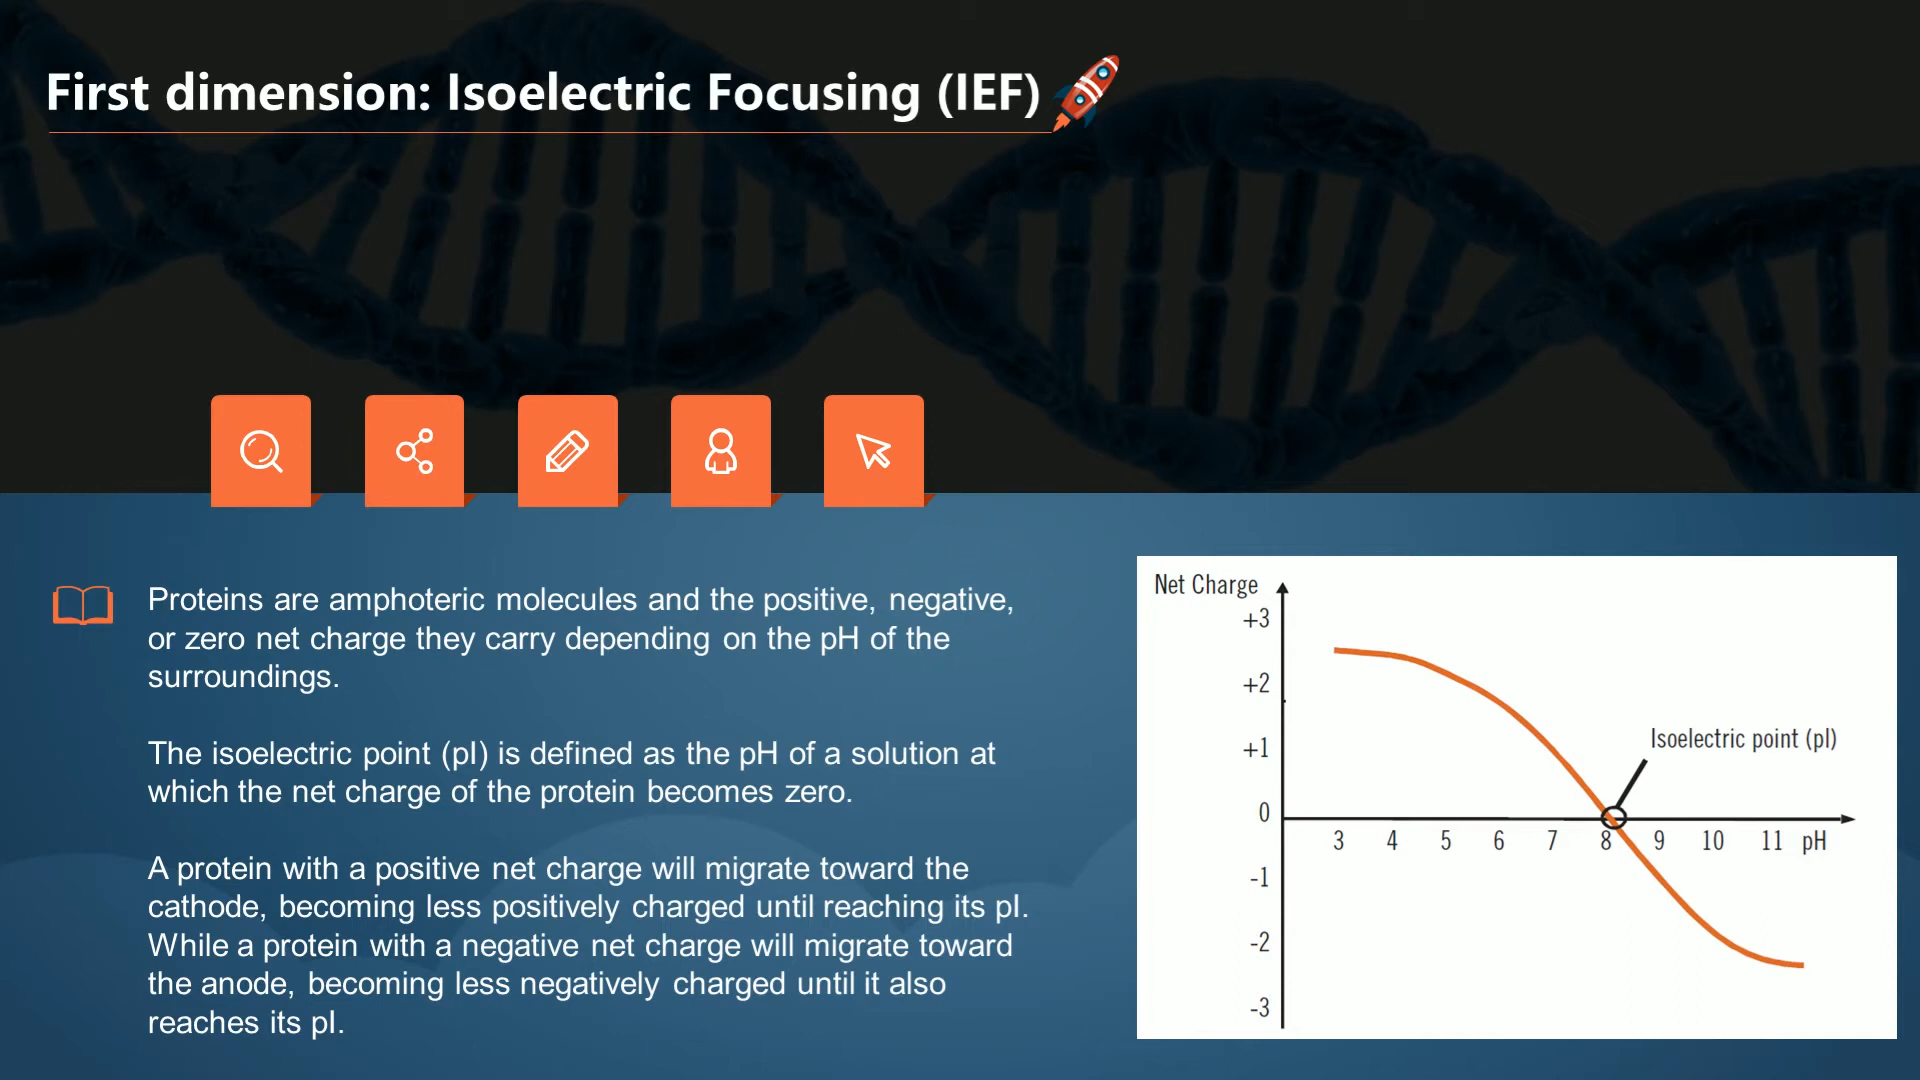 First dimension: Isoelectric Focusing (IEF)
Proteins are amphoteric molecules and the positive, negative,
or zero net charge they carry depending on the pH of the
surroundings.
The isoelectric point (pI) is defined as the pH of a solution at
which the net charge of the protein becomes zero.
A protein with a positive net charge will migrate toward the
cathode, becoming less positively charged until reaching its pI.
While a protein with a negative net charge will migrate toward
the anode, becoming less negatively charged until it also
reaches its pI.
Net Charge
+3
+2
+1
0
-1
-2
-3
Isoelectric point (pI)
3 4 5 6 7 8 9 10 11 pH